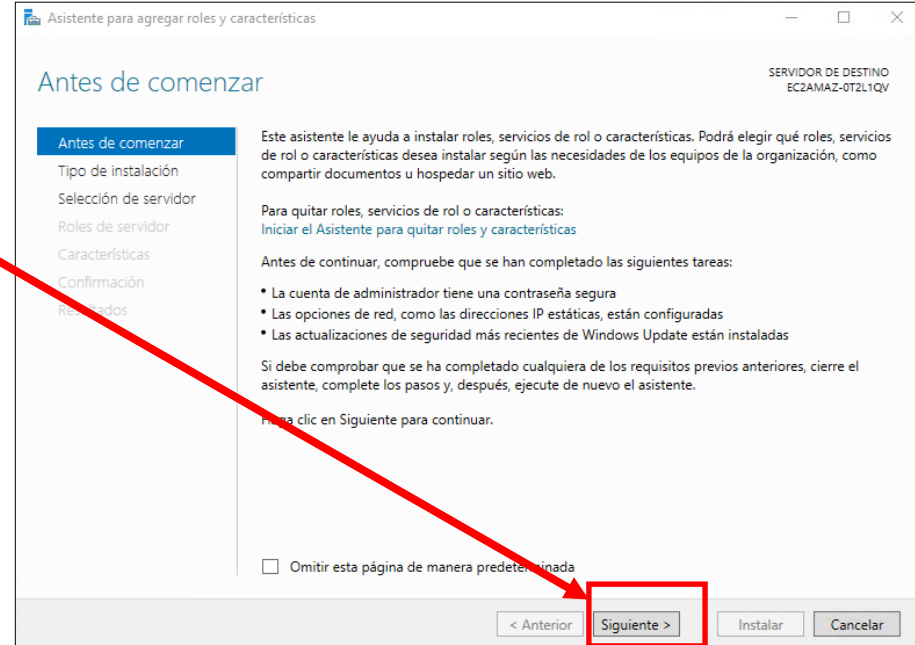 Asistente para agregar roles y características
Antes de comenzar
SERVIDOR DE DESTINO
EC2AMAZ-0T2L1QV
Antes de comenzar
Tipo de instalación
Selección de servidor
Roles de servidor
Características
Confirmación
Resultados
Este asistente le ayuda a instalar roles, servicios de rol o características. Podrá elegir qué roles, servicios
de rol o características desea instalar según las necesidades de los equipos de la organización, como
compartir documentos u hospedar un sitio web.
Para quitar roles, servicios de rol o características:
Iniciar el Asistente para quitar roles y características
Antes de continuar, compruebe que se han completado las siguientes tareas:
• La cuenta de administrador tiene una contraseña segura
• Las opciones de red, como las direcciones IP estáticas, están configuradas
• Las actualizaciones de seguridad más recientes de Windows Update están instaladas
Si debe comprobar que se ha completado cualquiera de los requisitos previos anteriores, cierre el
asistente, complete los pasos y, después, ejecute de nuevo el asistente.
Haga clic en Siguiente para continuar.
Omitir esta página de manera predeterminada
< Anterior
Siguiente >
Instalar
Cancelar